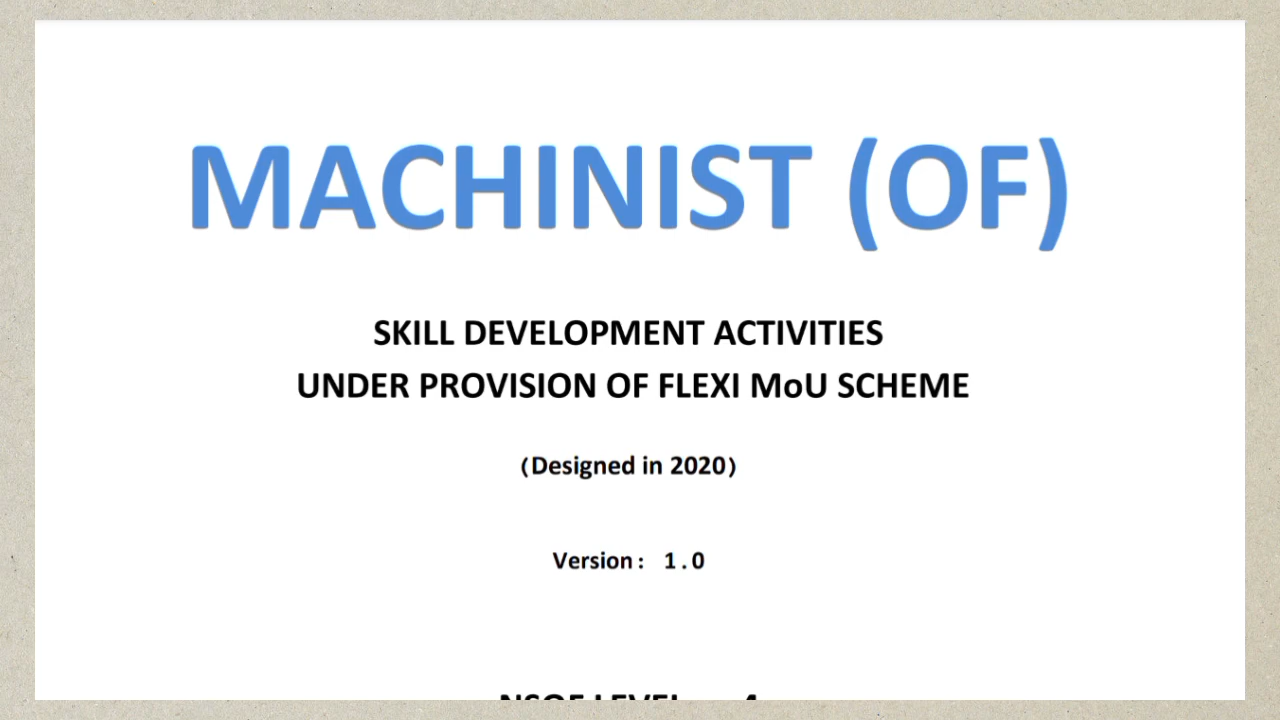 MACHINIST (OF)
SKILL DEVELOPMENT ACTIVITIES
UNDER PROVISION OF FLEXI MoU SCHEME
(Designed in 2020)
Version: 1.0